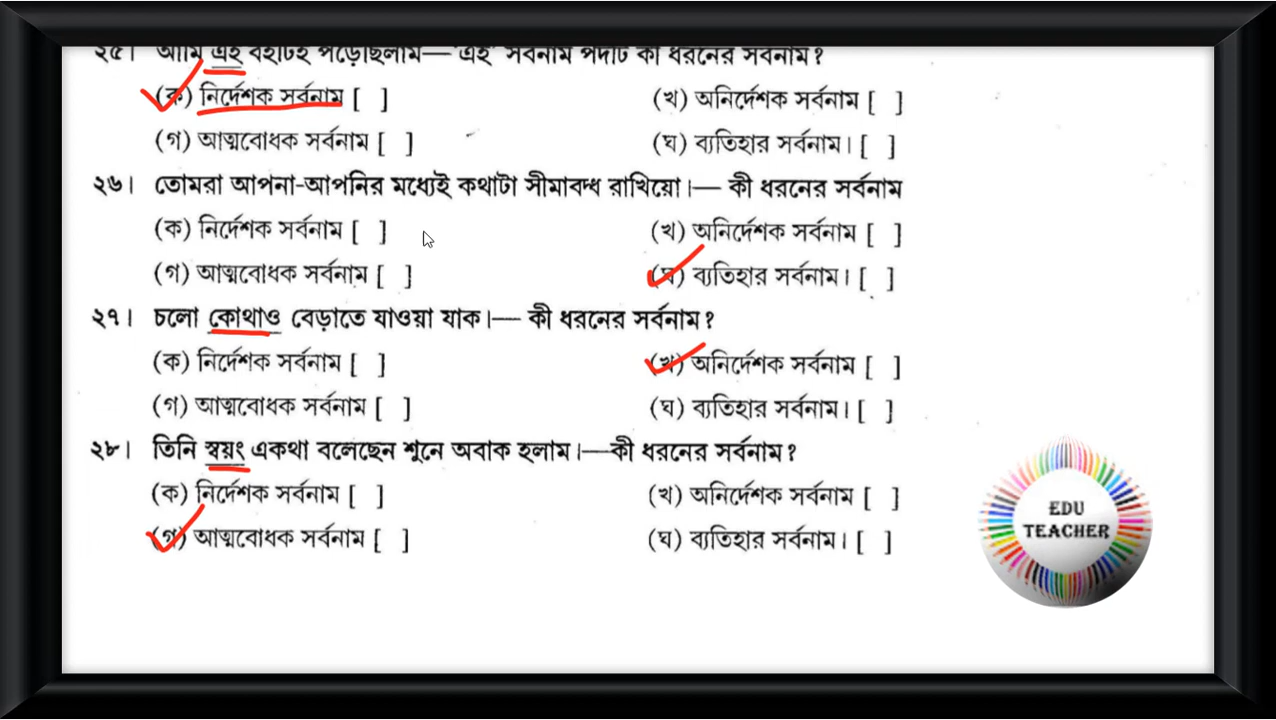 ২৫। আমি এই বইটিই পড়েছিলাম— 'এই' সর্বনাম পদটি কী ধরনের সর্বনাম?
(ক) নির্দেশক সর্বনাম [ ] (খ) অনির্দেশক সর্বনাম [ ]
(গ) আত্মবোধক সর্বনাম [ ] (ঘ) ব্যতিহার সর্বনাম। [ ]
২৬। তোমরা আপনা-আপনির মধ্যেই কথাটা সীমাবদ্ধ রাখিয়ো।— কী ধরনের সর্বনাম
(ক) নির্দেশক সর্বনাম [ ] (খ) অনির্দেশক সর্বনাম [ ]
(গ) আত্মবোধক সর্বনাম [ ] (ঘ) ব্যতিহার সর্বনাম। [ ]
২৭। চলো কোথাও বেড়াতে যাওয়া যাক।— কী ধরনের সর্বনাম?
(ক) নির্দেশক সর্বনাম [ ] (খ) অনির্দেশক সর্বনাম [ ]
(গ) আত্মবোধক সর্বনাম [ ] (ঘ) ব্যতিহার সর্বনাম। [ ]
২৮। তিনি স্বয়ং একথা বলেছেন শুনে অবাক হলাম।—কী ধরনের সর্বনাম?
(ক) নির্দেশক সর্বনাম [ ] (খ) অনির্দেশক সর্বনাম [ ]
(গ) আত্মবোধক সর্বনাম [ ] (ঘ) ব্যতিহার সর্বনাম। [ ]
EDU
TEACHER